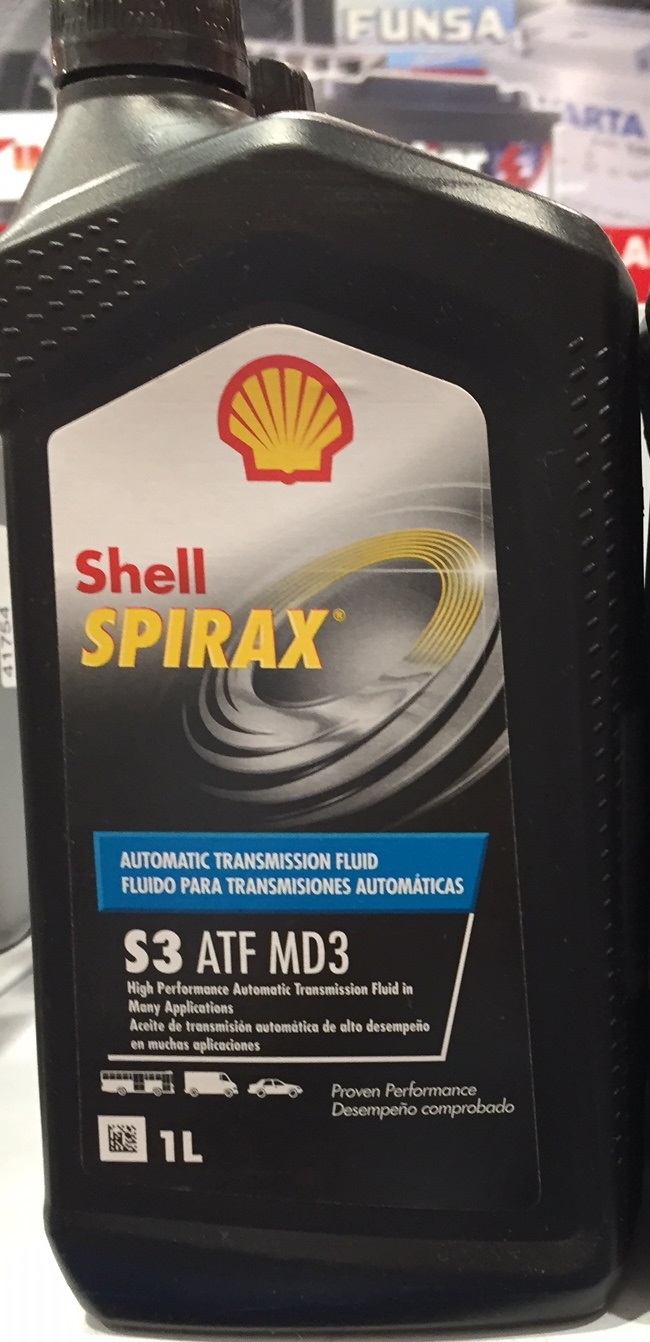 FUNSA
ARTA
41754
Shell
SPIRAX®
AUTOMATIC TRANSMISSION FLUID
FLUIDO PARA TRANSMISIONES AUTOMÁTICAS
S3 ATF MD3
High Performance Automatic Transmission Fluid in
Many Applications
Aceite de transmisión automática de alto desempeño
en muchas aplicaciones
Proven Performance
Desempeño comprobado
1L